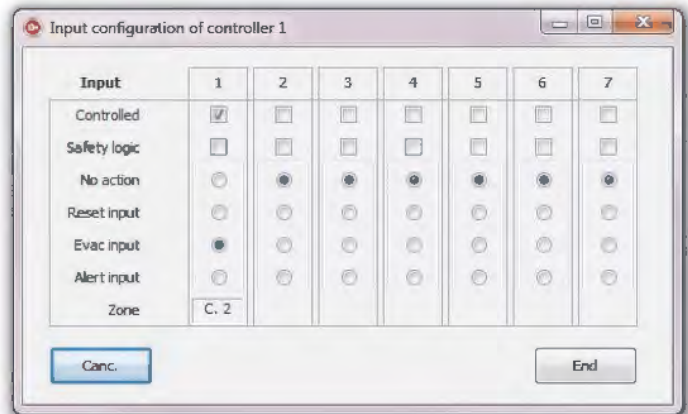 Input configuration of controller 1
Input 1 2 3 4 5 6 7
Controlled
Safety logic
No action
Reset input
Evac input
Alert input
Zone C. 2
Canc. End